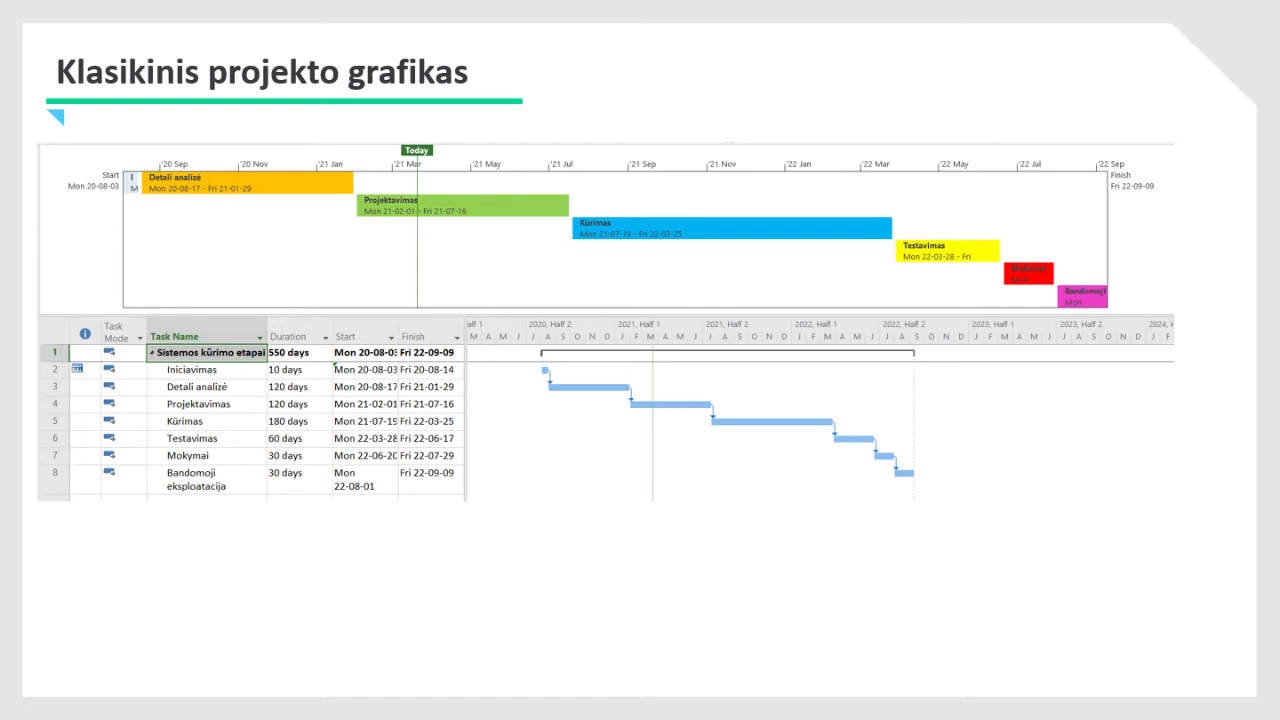 Klasikinis projekto grafikas
Today
'20 Sep '20 Nov '21 Jan '21 Mar '21 May '21 Jul '21 Sep '21 Nov '22 Jan '22 Mar '22 May '22 Jul '22 Sep
Start
Mon 20-08-03
I
M
Detali analizė
Mon 20-08-17 - Fri 21-01-29
Finish
Fri 22-09-09
Projektavimas
Mon 21-02-01 - Fri 21-07-16
Kūrimas
Mon 21-07-19 - Fri 22-03-25
Testavimas
Mon 22-03-28 - Fri
Mokymai
Mon
Bandomoji
Mon
Task Mode
Task Name Duration Start Finish
alf 1 2020, Half 2 2021, Half 1 2021, Half 2 2022, Half 1 2022, Half 2 2023, Half 1 2023, Half 2 2024,
M A M J J A S O N D J F M A M J J A S O N D J F M A M J J A S O N D J F M A M J J A S O N D J F
1 Sistemos kūrimo etapai 550 days Mon 20-08-03 Fri 22-09-09
2 Iniciavimas 10 days Mon 20-08-03 Fri 20-08-14
3 Detali analizė 120 days Mon 20-08-17 Fri 21-01-29
4 Projektavimas 120 days Mon 21-02-01 Fri 21-07-16
5 Kūrimas 180 days Mon 21-07-19 Fri 22-03-25
6 Testavimas 60 days Mon 22-03-28 Fri 22-06-17
7 Mokymai 30 days Mon 22-06-20 Fri 22-07-29
8 Bandomoji 30 days Mon Fri 22-09-09
eksploatacija 22-08-01